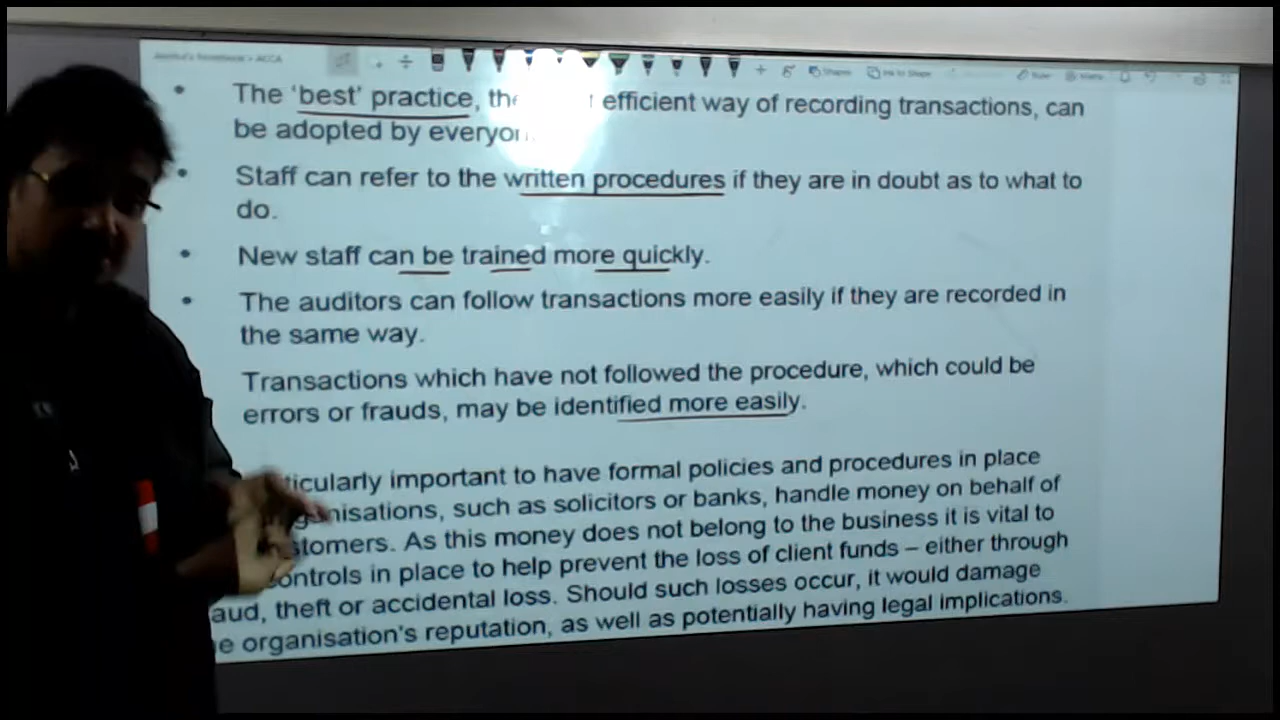 ACCA
The 'best' practice, the efficient way of recording transactions, can
be adopted by
Staff can refer to the written procedures if they are in doubt as to what to
do.
New staff can be trained more quickly.
The auditors can follow transactions more easily if they are recorded in
the same way.
Transactions which have not followed the procedure, which could be
errors or frauds, may be identified more easily.
important to have formal policies and procedures in place
such as solicitors or banks, handle money on behalf of
As this money does not belong to the business it is vital to
in place to help prevent the loss of client funds – either through
theft or accidental loss. Should such losses occur, it would damage
organisation's reputation, as well as potentially having legal implications.